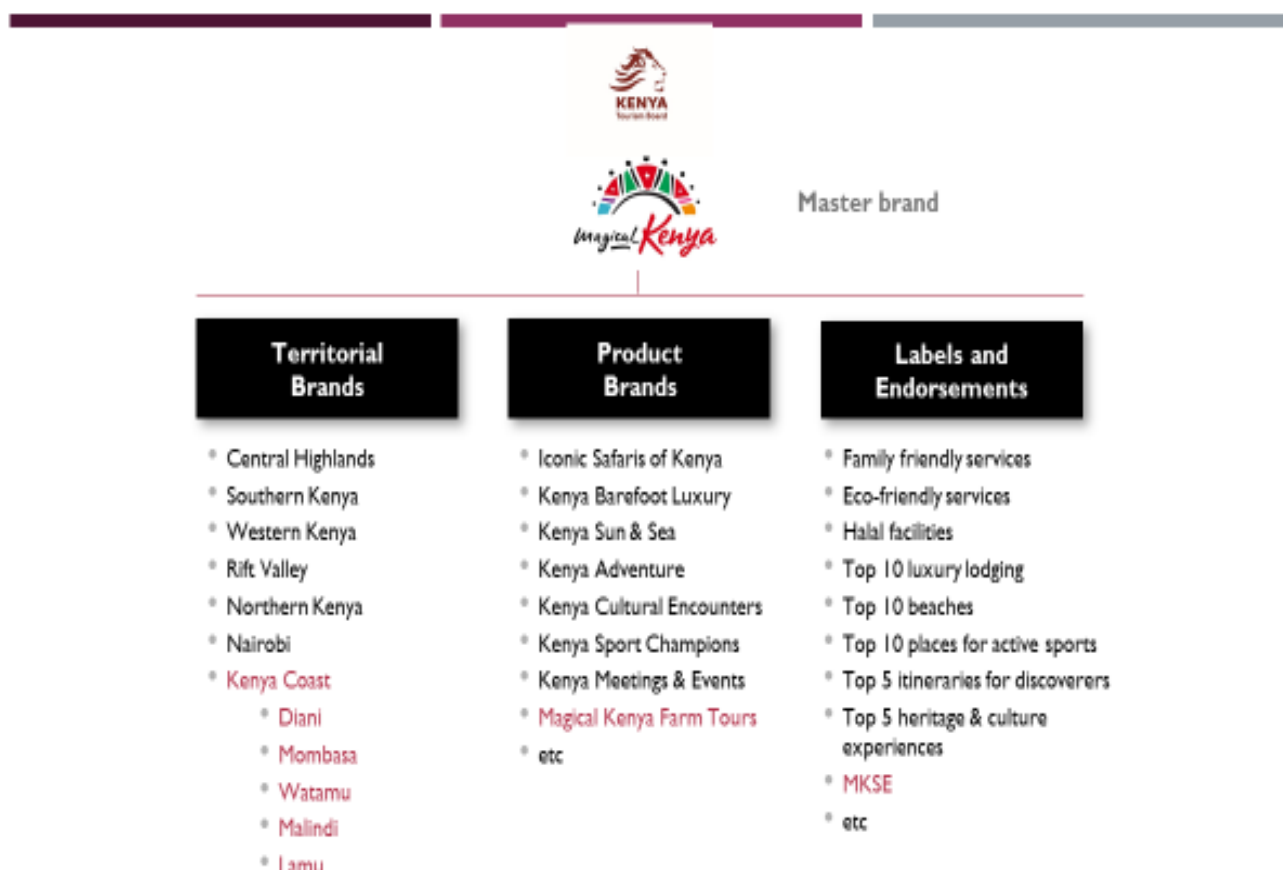 KENYA
Tourism Board
Magical Kenya
Master brand
Territorial
Brands
Central Highlands
Southern Kenya
Western Kenya
Rift Valley
Northern Kenya
Nairobi
Kenya Coast
Diani
Mombasa
Watamu
Malindi
Lamu
Product
Brands
Iconic Safaris of Kenya
Kenya Barefoot Luxury
Kenya Sun & Sea
Kenya Adventure
Kenya Cultural Encounters
Kenya Sport Champions
Kenya Meetings & Events
Magical Kenya Farm Tours
etc
Labels and
Endorsements
Family friendly services
Eco-friendly services
Halal facilities
Top 10 luxury lodging
Top 10 beaches
Top 10 places for active sports
Top 5 itineraries for discoverers
Top 5 heritage & culture
experiences
MKSE
etc